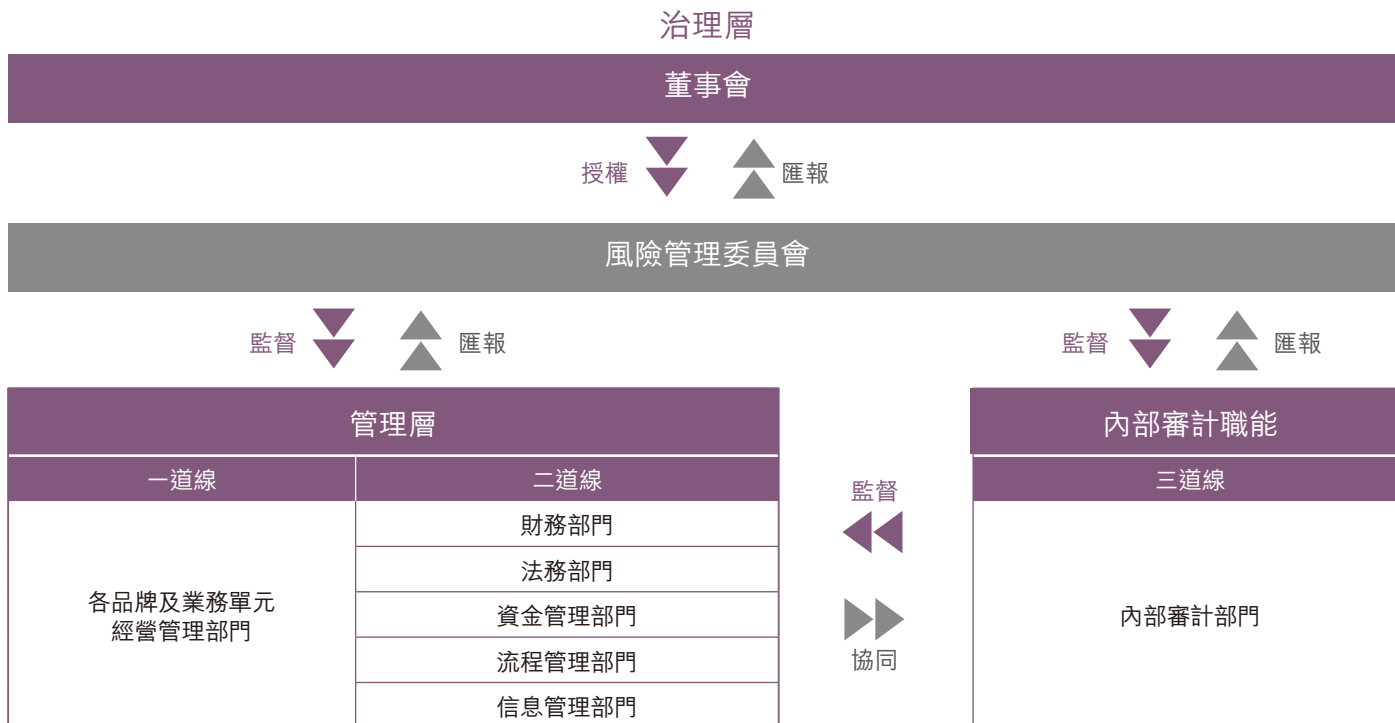 治理層
董事會
授權
匯報
風險管理委員會
監督
匯報
監督
匯報
管理層
一道線
二道線
各品牌及業務單元
經營管理部門
財務部門
法務部門
資金管理部門
流程管理部門
信息管理部門
監督
協同
內部審計職能
三道線
內部審計部門